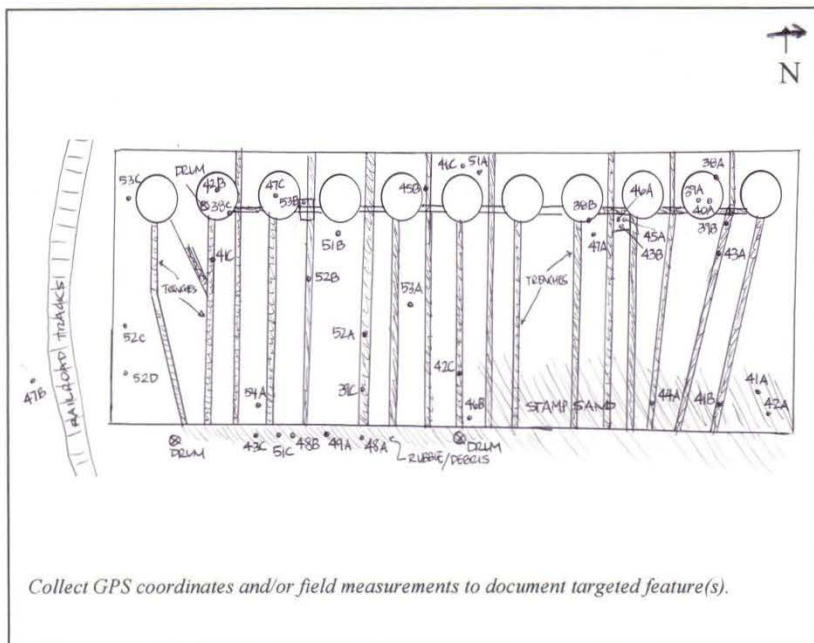 N
46C
51A
38A
53C
DRUM
42B
38C
47C
53B
45B
38B
46A
39A
40A
39B
51B
47A
45A
43B
41C
43A
TRENCHES
52B
53A
TRENCHES
RAILROAD TRACKS
52C
52A
52D
42C
39C
47B
54A
46B
STAMP SAND
44A
41B
41A
42A
DRUM
43C
51C
48B
49A
48A
RUBBLE/DEBRIS
DRUM
Collect GPS coordinates and/or field measurements to document targeted feature(s).